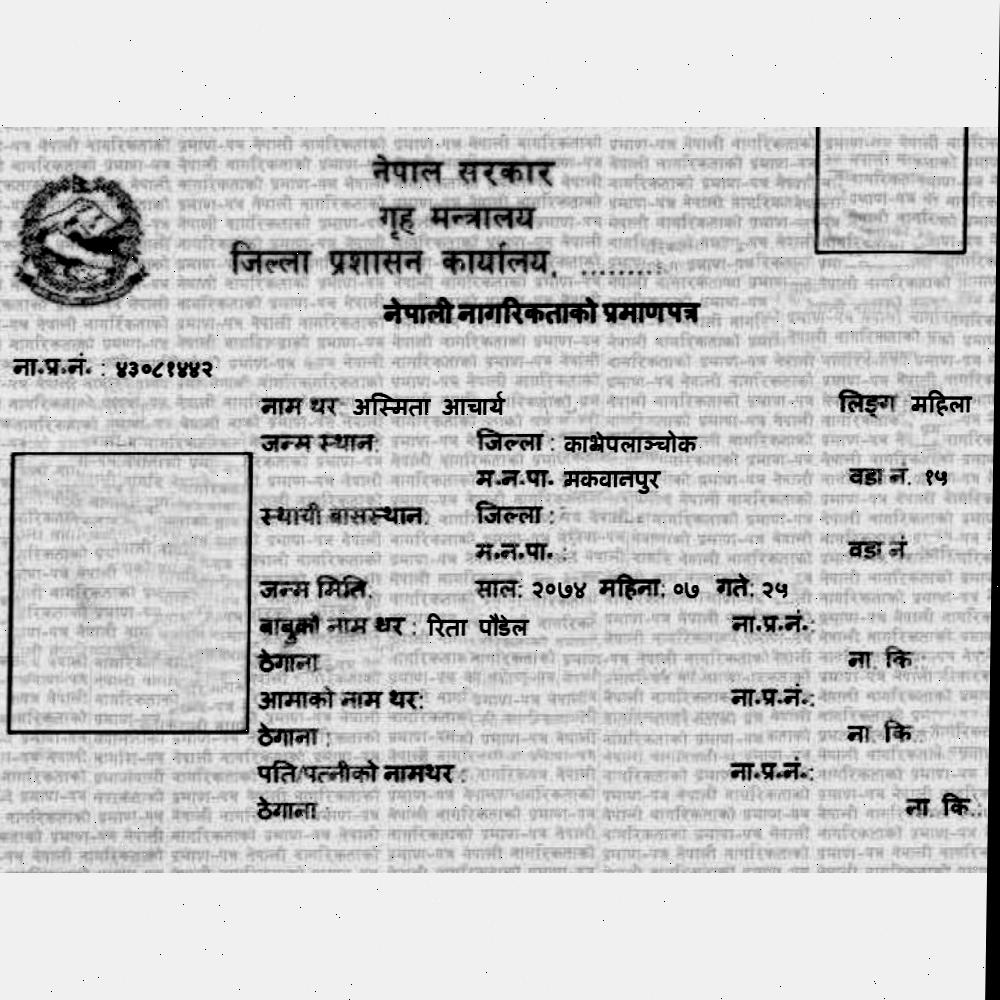 नेपाल सरकार
गृह मन्त्रालय
जिल्ला प्रशासन कार्यालय, .........
नेपाली नागरिकताको प्रमाणपत्र
ना.प्र.नं. : ४३०८१४४२
नाम थर: अस्मिता आचार्य लिङ्ग महिला
जन्म स्थान: जिल्ला : काभ्रेपलाञ्चोक
म.न.पा. मकवानपुर वडा नं. १५
स्थायी बासस्थान: जिल्ला :
म.न.पा. : वडा नं
जन्म मिति: साल: २०७४ महिना: ०७ गते: २५
बाबुको नाम थर : रिता पौडेल ना.प्र.नं.:
ठेगाना ना. कि.:
आमाको नाम थर: ना.प्र.नं.:
ठेगाना : ना. कि.:
पति/पत्नीको नामथर : ना.प्र.नं.:
ठेगाना : ना. कि.: